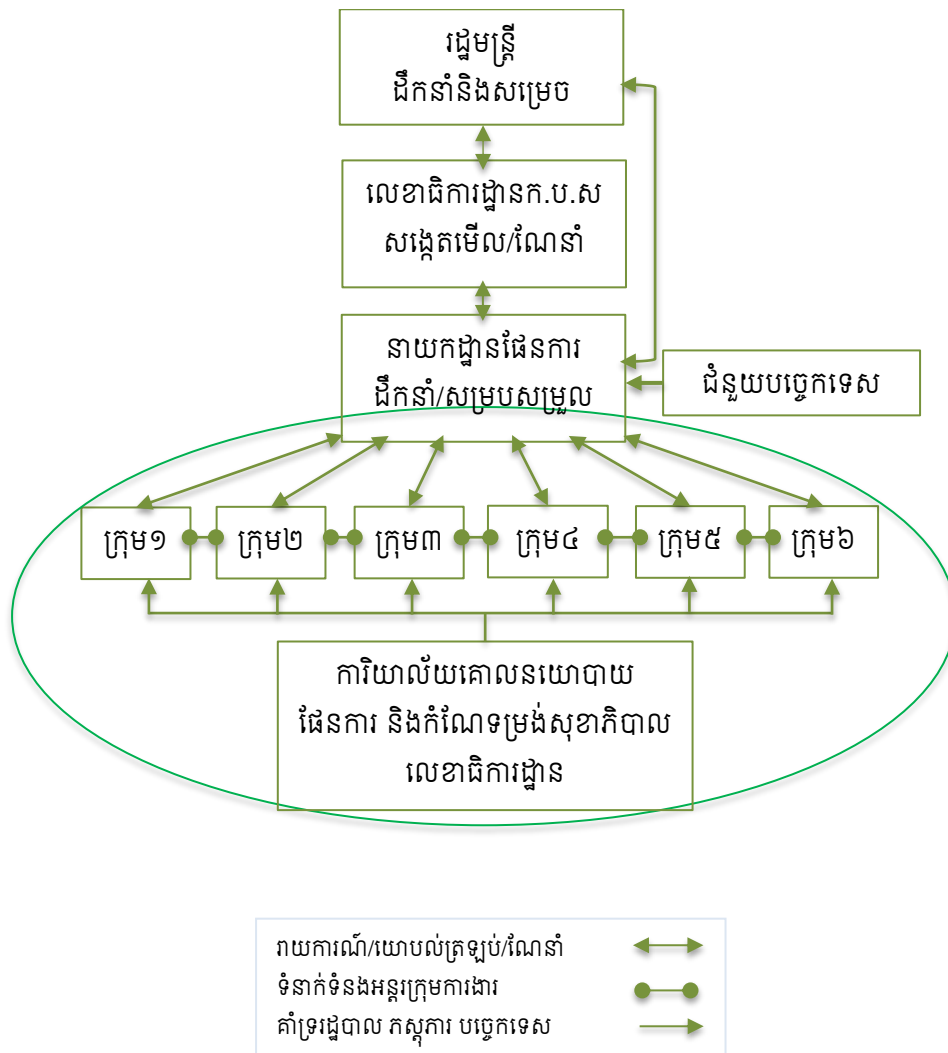 រដ្ឋមន្ត្រី
ដឹកនាំនិងសម្រេច
លេខាធិការដ្ឋានក.ប.ស
សង្កេតមើល/ណែនាំ
នាយកដ្ឋានផែនការ
ដឹកនាំ/សម្របសម្រួល
ជំនួយបច្ចេកទេស
ក្រុម១
ក្រុម២
ក្រុម៣
ក្រុម៤
ក្រុម៥
ក្រុម៦
ការិយាល័យគោលនយោបាយ
ផែនការ និងកំណែទម្រង់សុខាភិបាល
លេខាធិការដ្ឋាន
រាយការណ៍/យោបល់ត្រឡប់/ណែនាំ
ទំនាក់ទំនងអន្តរក្រុមការងារ
គាំទ្ររដ្ឋបាល ភស្តុភារ បច្ចេកទេស